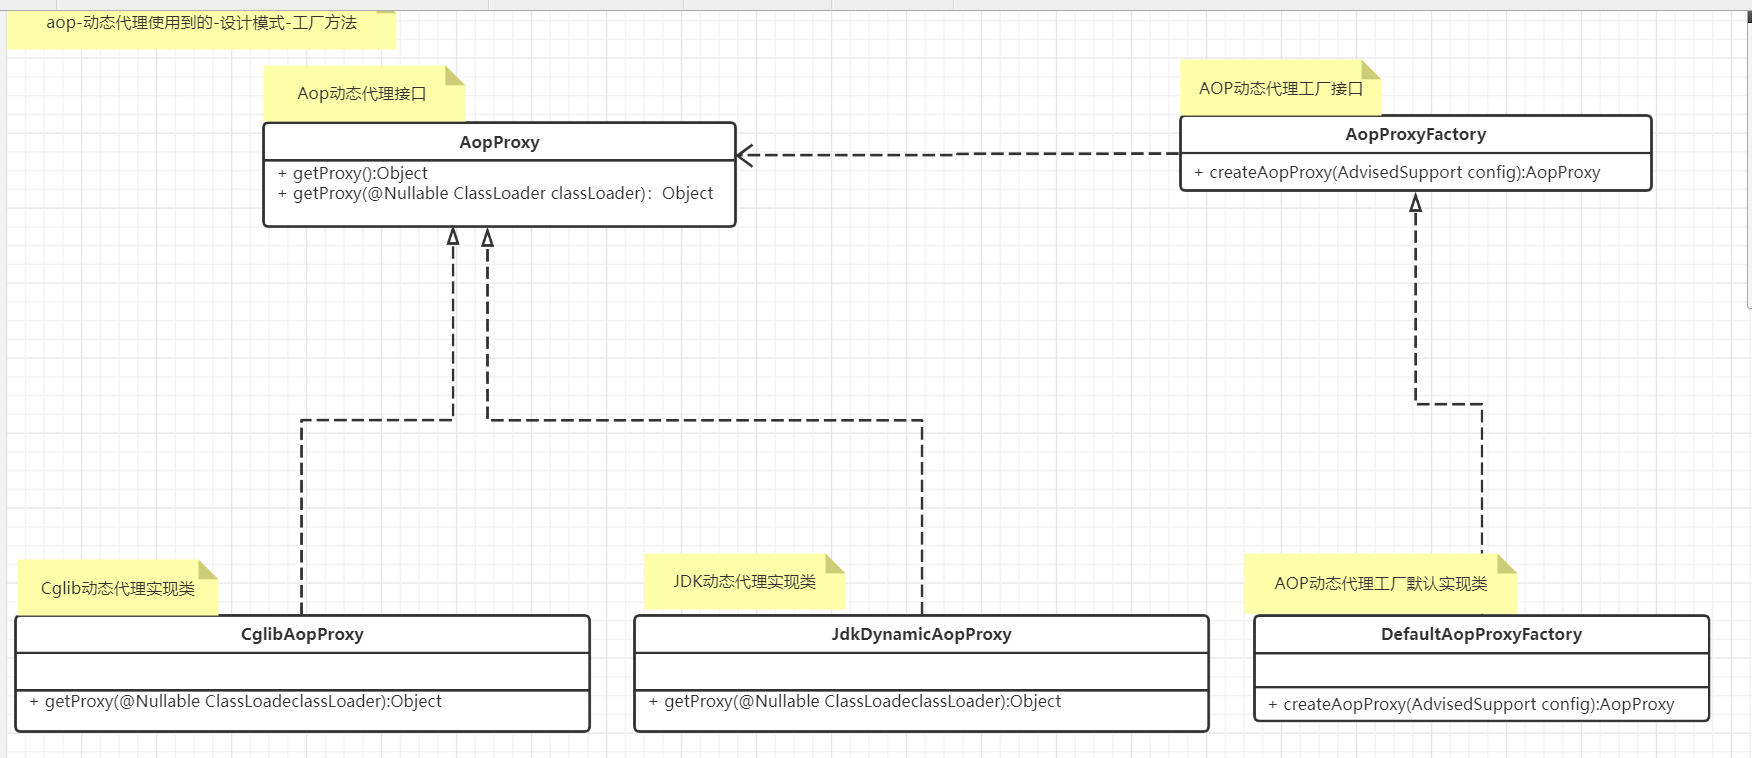 aop-动态代理使用到的-设计模式-工厂方法
Aop动态代理接口
AopProxy
+ getProxy():Object
+ getProxy(@Nullable ClassLoader classLoader)：Object
AOP动态代理工厂接口
AopProxyFactory
+ createAopProxy(AdvisedSupport config):AopProxy
Cglib动态代理实现类
CglibAopProxy
+ getProxy(@Nullable ClassLoadeclassLoader):Object
JDK动态代理实现类
JdkDynamicAopProxy
+ getProxy(@Nullable ClassLoadeclassLoader):Object
AOP动态代理工厂默认实现类
DefaultAopProxyFactory
+ createAopProxy(AdvisedSupport config):AopProxy